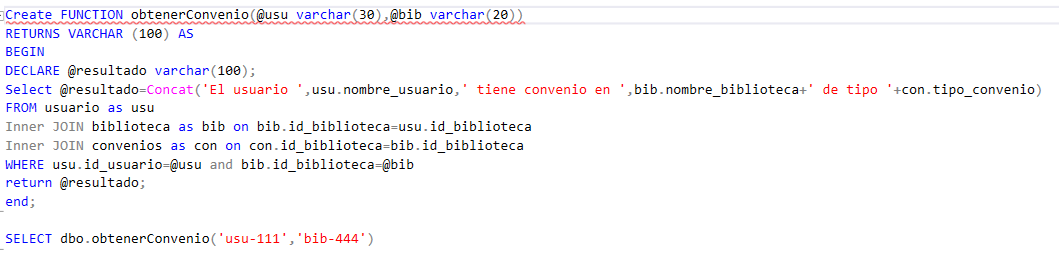 Create FUNCTION obtenerConvenio(@usu varchar(30),@bib varchar(20))
RETURNS VARCHAR (100) AS
BEGIN
DECLARE @resultado varchar(100);
Select @resultado=Concat('El usuario ',usu.nombre_usuario,' tiene convenio en ',bib.nombre_biblioteca+' de tipo '+con.tipo_convenio)
FROM usuario as usu
Inner JOIN biblioteca as bib on bib.id_biblioteca=usu.id_biblioteca
Inner JOIN convenios as con on con.id_biblioteca=bib.id_biblioteca
WHERE usu.id_usuario=@usu and bib.id_biblioteca=@bib
return @resultado;
end;
SELECT dbo.obtenerConvenio('usu-111','bib-444')